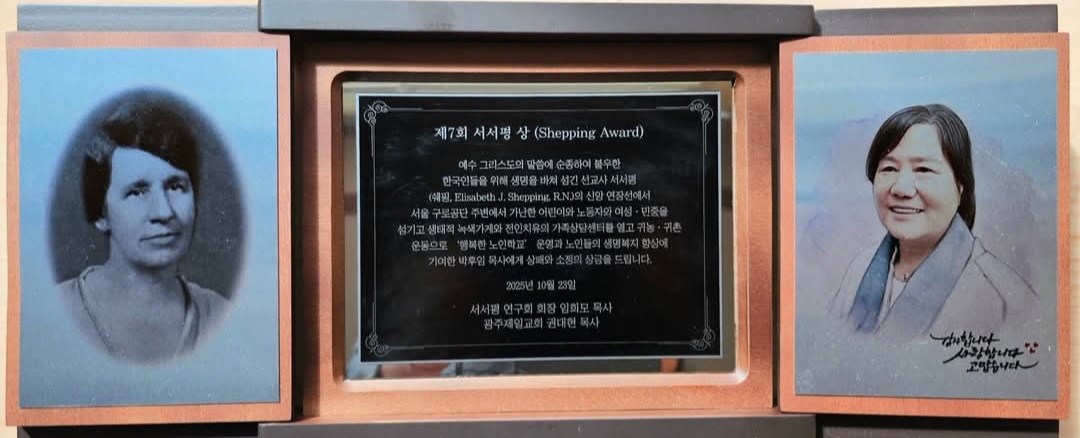 제7회 서서평 상 (Shepping Award)
예수 그리스도의 말씀에 순종하여 불우한
한국인들을 위해 생명을 바쳐 섬긴 선교사 서서평
(쉐핑, Elisabeth J. Shepping, R.N.)의 신앙 연장선에서
서울 구로공단 주변에서 가난한 어린이와 노동자와 여성·민중을
섬기고 생태적 녹색가게와 전인치유의 가족상담센터를 열고 귀농·귀촌
운동으로 '행복한 노인학교' 운영과 노인들의 생명복지 향상에
기여한 박후임 목사에게 상패와 소정의 상금을 드립니다.
2025년 10월 23일
서서평 연구회 회장 임희모 목사
광주제일교회 권대현 목사
감사합니다
사랑합니다
고맙습니다